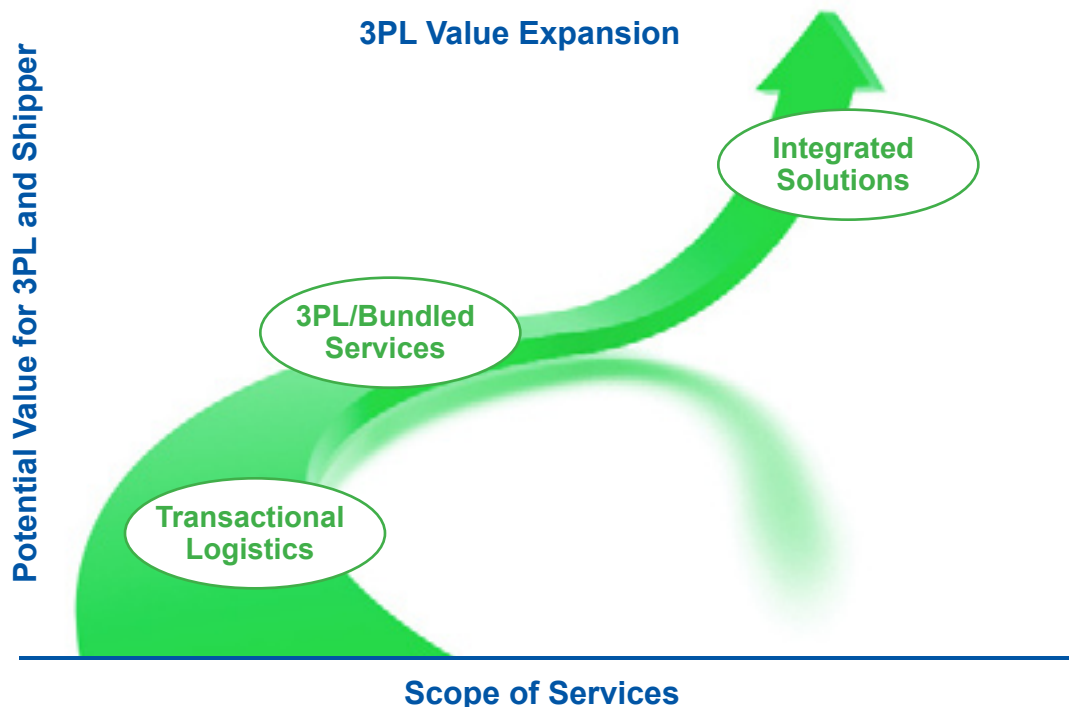 3PL Value Expansion
Potential Value for 3PL and Shipper
Integrated
Solutions
3PL/Bundled
Services
Transactional
Logistics
Scope of Services